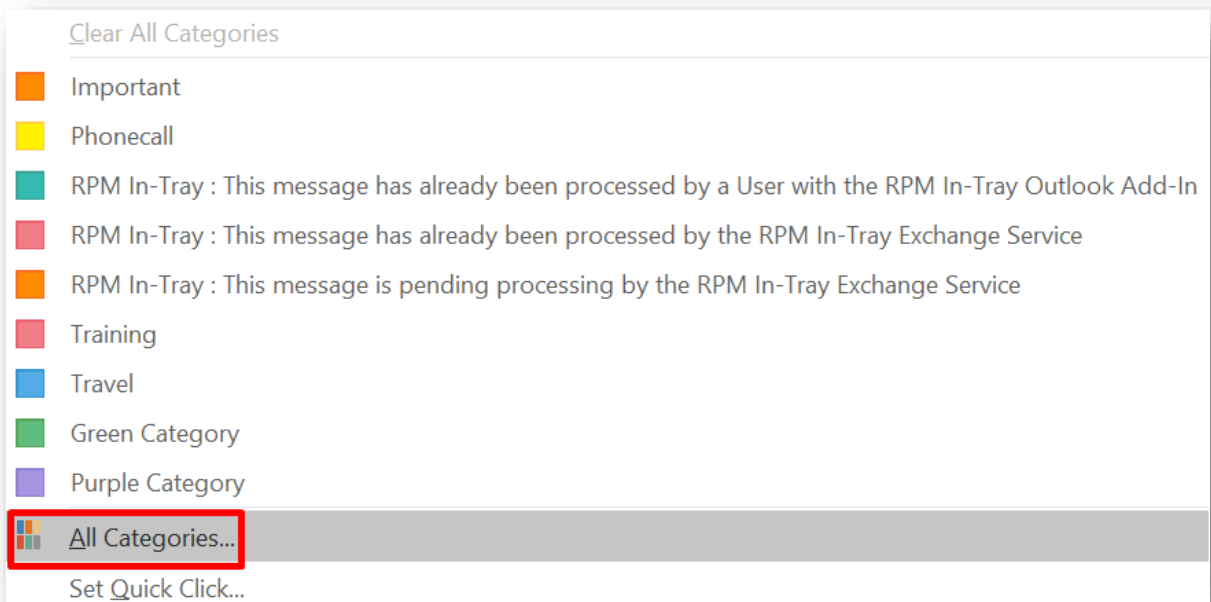 Clear All Categories
Important
Phonecall
RPM In-Tray : This message has already been processed by a User with the RPM In-Tray Outlook Add-In
RPM In-Tray : This message has already been processed by the RPM In-Tray Exchange Service
RPM In-Tray : This message is pending processing by the RPM In-Tray Exchange Service
Training
Travel
Green Category
Purple Category
All Categories...
Set Quick Click...